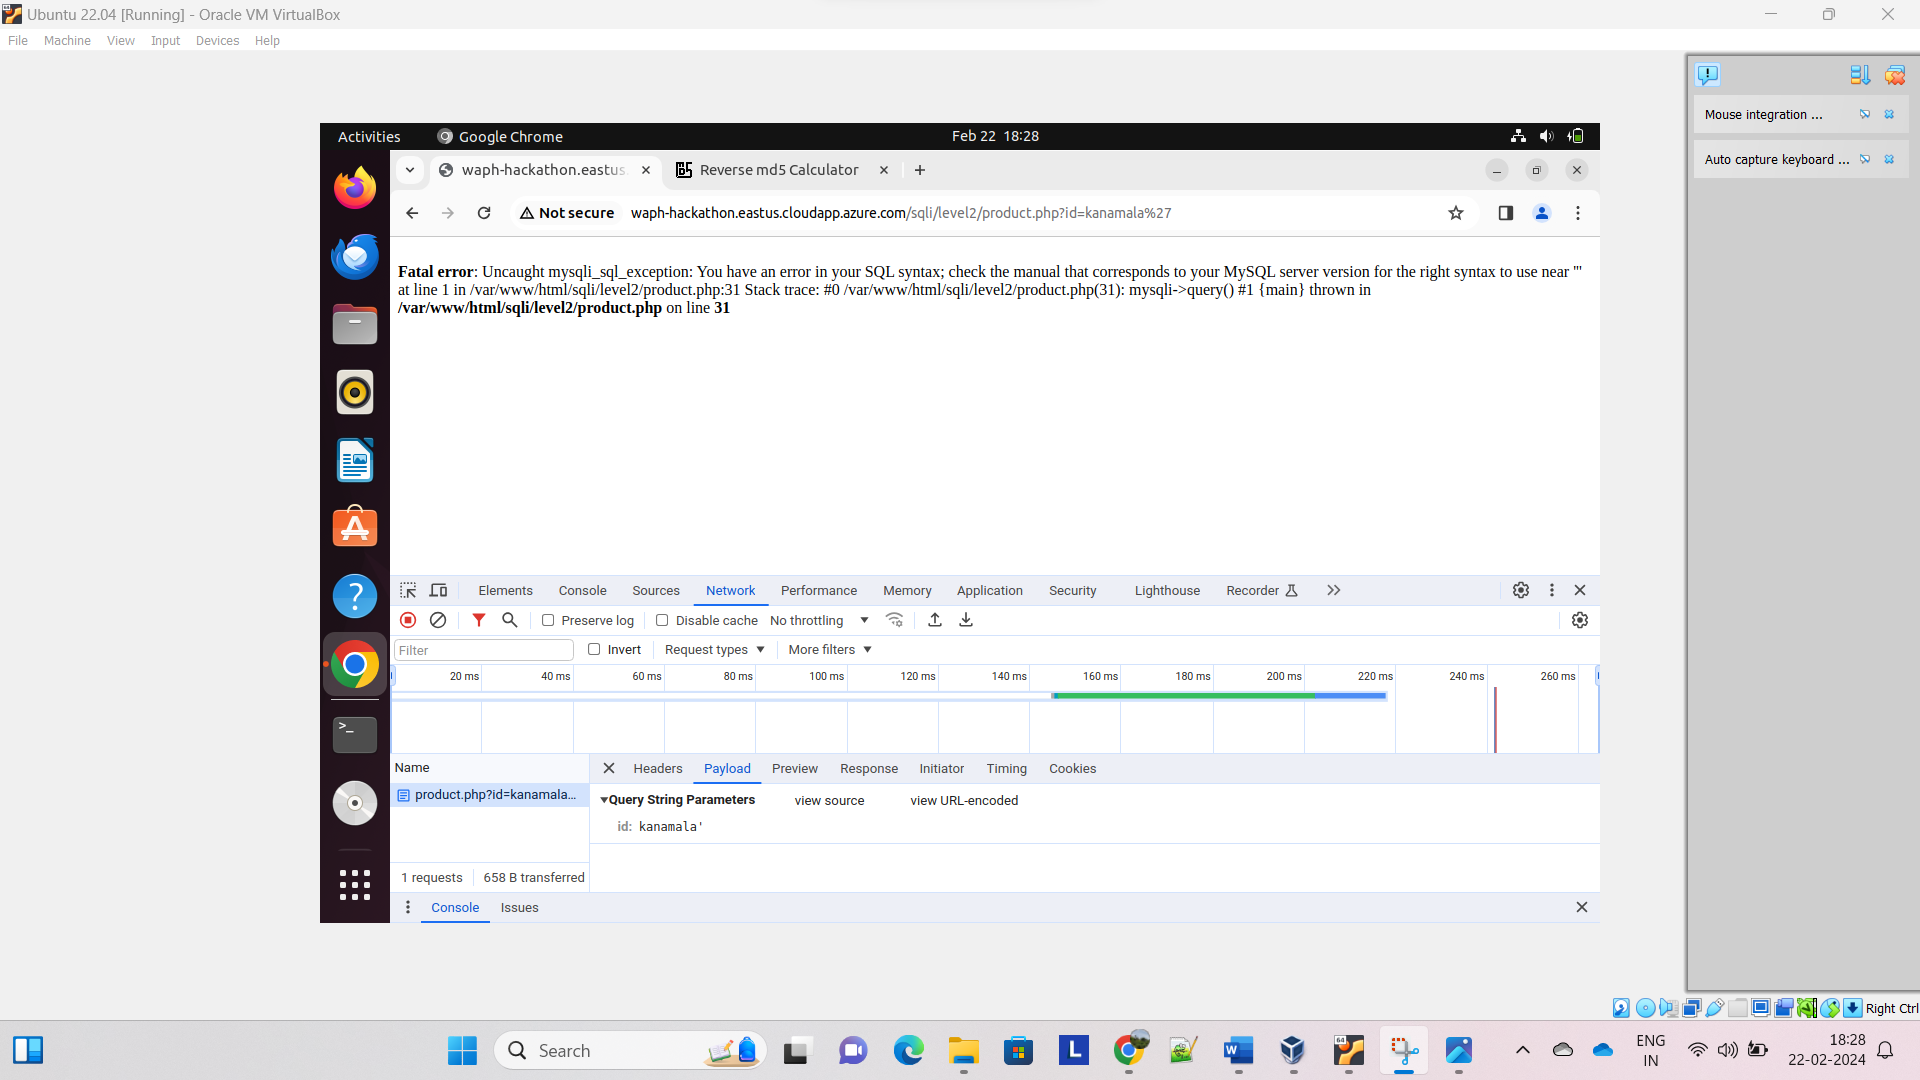 Ubuntu 22.04 [Running] - Oracle VM VirtualBox
File Machine View Input Devices Help
Mouse integration ...
Auto capture keyboard ...
Activities Google Chrome Feb 22 18:28
waph-hackathon.eastus. Reverse md5 Calculator
Not secure waph-hackathon.eastus.cloudapp.azure.com/sqli/level2/product.php?id=kanamala%27
Fatal error: Uncaught mysqli_sql_exception: You have an error in your SQL syntax; check the manual that corresponds to your MySQL server version for the right syntax to use near '''
at line 1 in /var/www/html/sqli/level2/product.php:31 Stack trace: #0 /var/www/html/sqli/level2/product.php(31): mysqli->query() #1 {main} thrown in
/var/www/html/sqli/level2/product.php on line 31
Elements Console Sources Network Performance Memory Application Security Lighthouse Recorder
Preserve log Disable cache No throttling
Filter Invert Request types More filters
20 ms 40 ms 60 ms 80 ms 100 ms 120 ms 140 ms 160 ms 180 ms 200 ms 220 ms 240 ms 260 ms
Name Headers Payload Preview Response Initiator Timing Cookies
product.php?id=kanamala... Query String Parameters view source view URL-encoded
id: kanamala'
1 requests 658 B transferred
Console Issues
Right Ctrl
Search
ENG
IN
18:28
22-02-2024